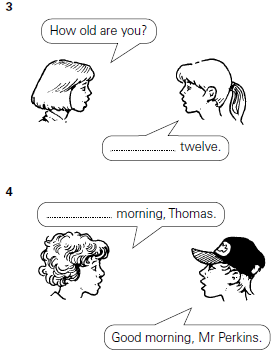 3
How old are you?
........................ twelve.
4
........................ morning, Thomas.
Good morning, Mr Perkins.